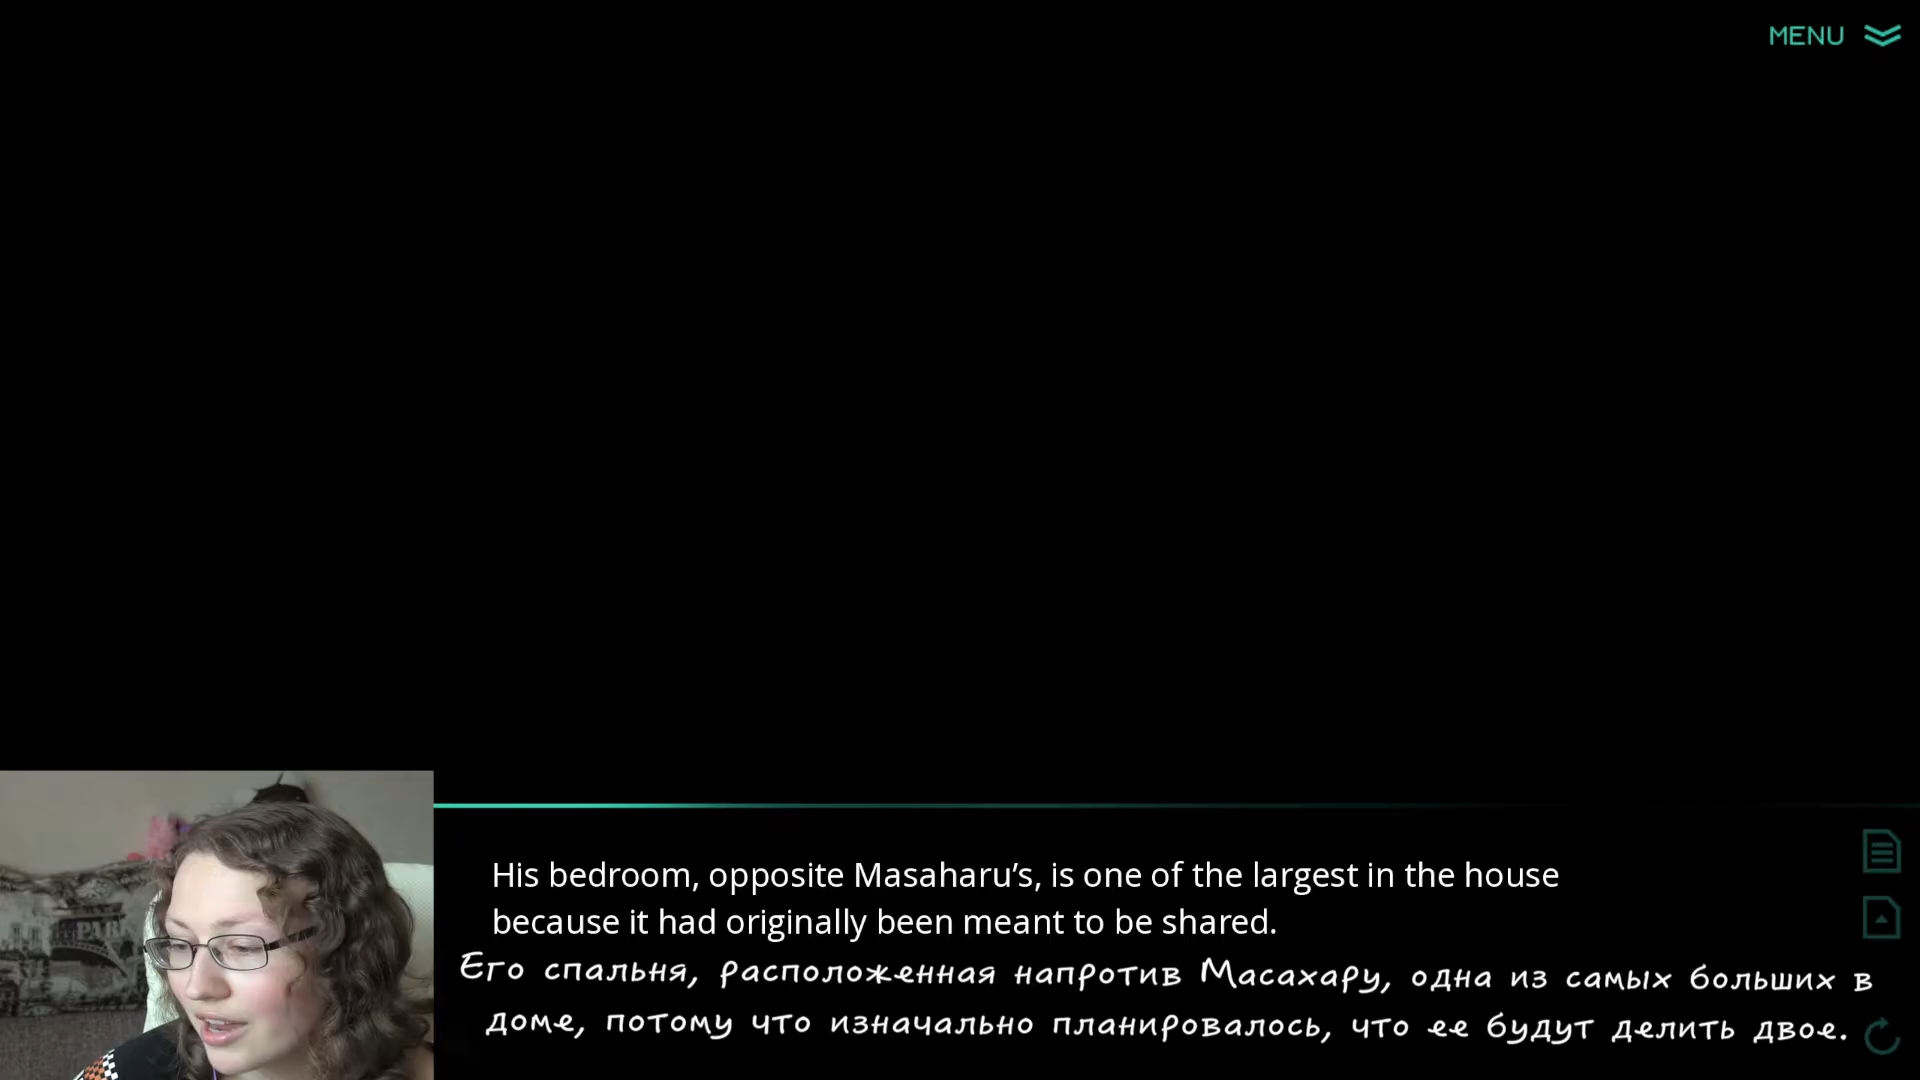 MENU
His bedroom, opposite Masaharu’s, is one of the largest in the house
because it had originally been meant to be shared.
Его спальня, расположенная напротив Масахару, одна из самых больших в
доме, потому что изначально планировалось, что ее будут делить двое.